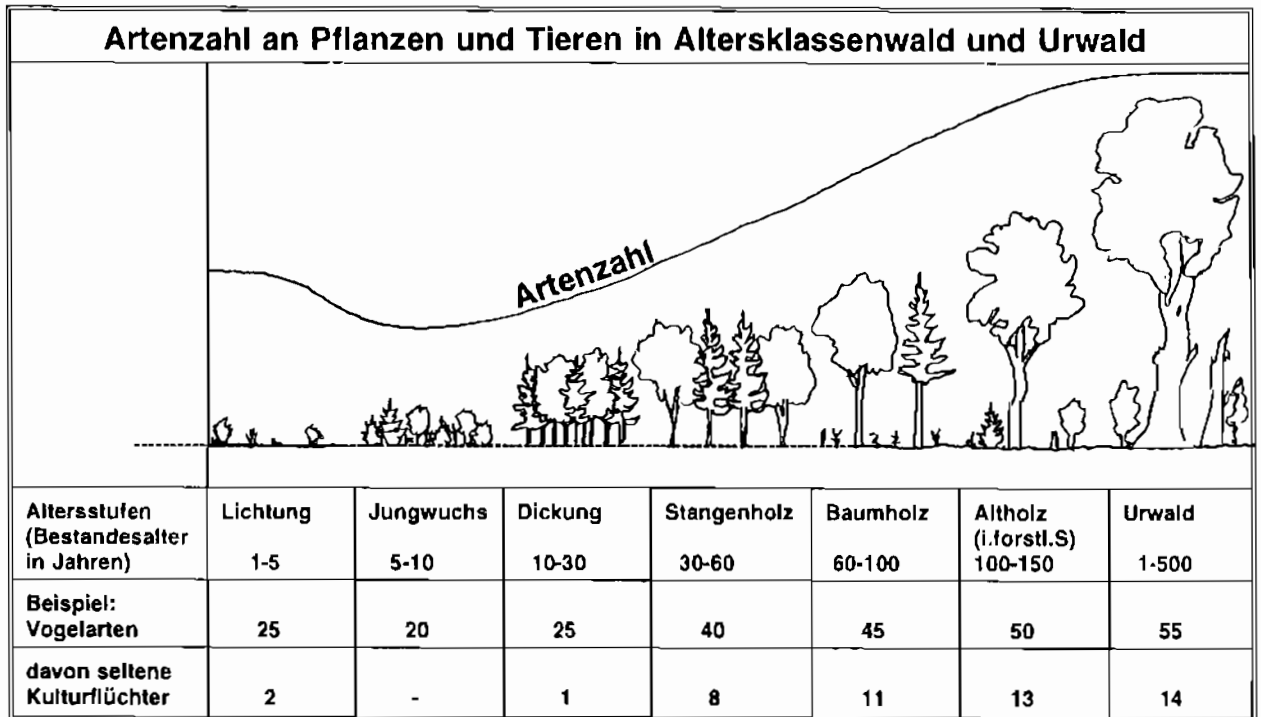 Artenzahl an Pflanzen und Tieren in Altersklassenwald und Urwald
Artenzahl
Altersstufen (Bestandesalter in Jahren)
Lichtung 1-5
Jungwuchs 5-10
Dickung 10-30
Stangenholz 30-60
Baumholz 60-100
Altholz (i.forstl.S) 100-150
Urwald 1-500
Beispiel: Vogelarten 25 20 25 40 45 50 55
davon seltene Kulturflüchter 2 - 1 8 11 13 14